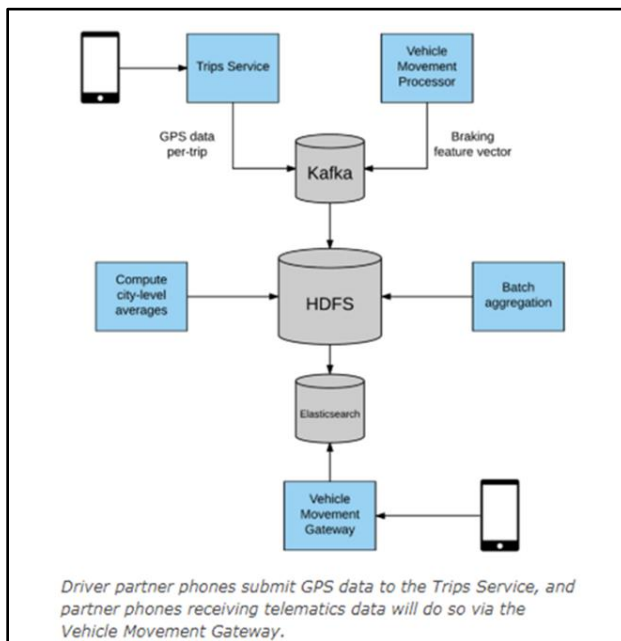 Trips Service
Vehicle
Movement
Processor
GPS data
per-trip
Braking
feature vector
Kafka
Compute
city-level
averages
HDFS
Batch
aggregation
Elasticsearch
Vehicle
Movement
Gateway
Driver partner phones submit GPS data to the Trips Service, and
partner phones receiving telematics data will do so via the
Vehicle Movement Gateway.